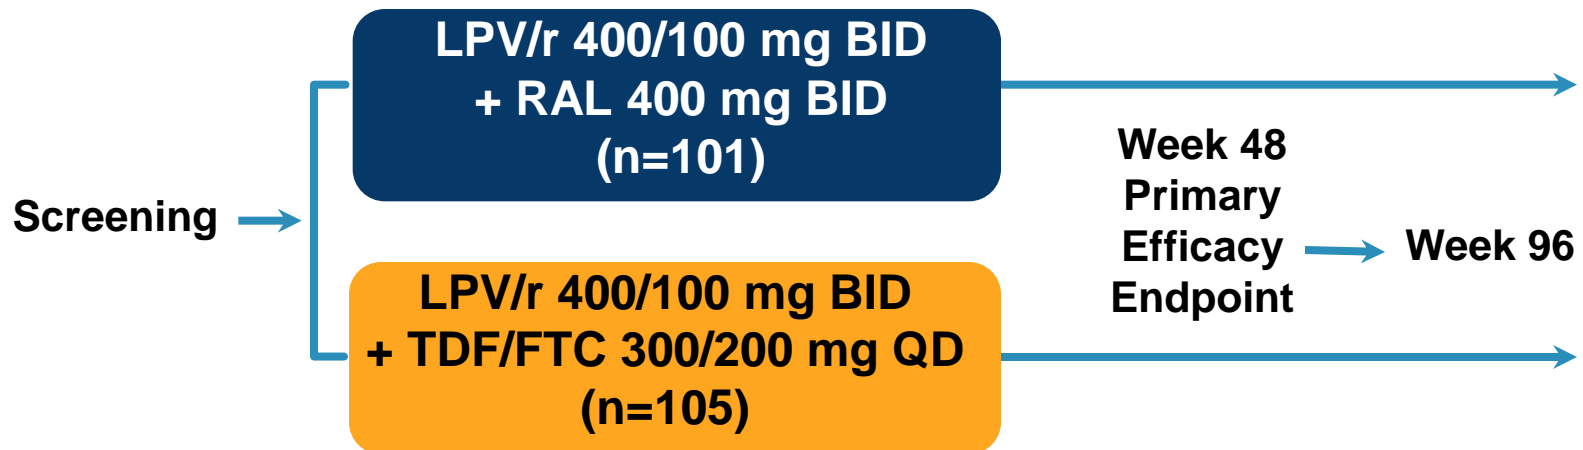 Screening
LPV/r 400/100 mg BID
+ RAL 400 mg BID
(n=101)
LPV/r 400/100 mg BID
+ TDF/FTC 300/200 mg QD
(n=105)
Week 48
Primary
Efficacy
Endpoint
Week 96